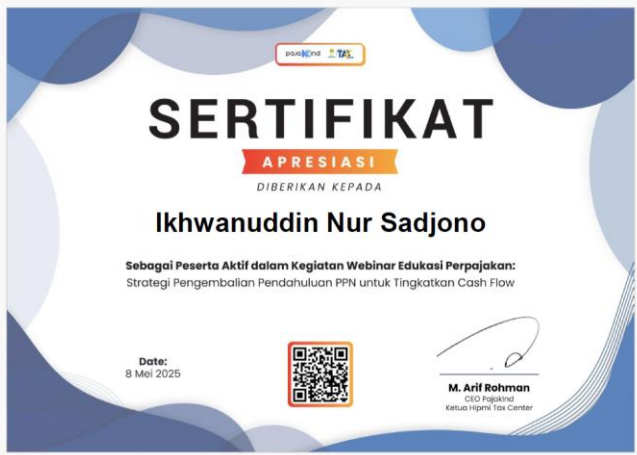 pajakind TAX
SERTIFIKAT
APRESIASI
DIBERIKAN KEPADA
Ikhwanuddin Nur Sadjono
Sebagai Peserta Aktif dalam Kegiatan Webinar Edukasi Perpajakan:
Strategi Pengembalian Pendahuluan PPN untuk Tingkatkan Cash Flow
Date:
8 Mei 2025
M. Arif Rohman
CEO PajakInd
Ketua Hipmi Tax Center